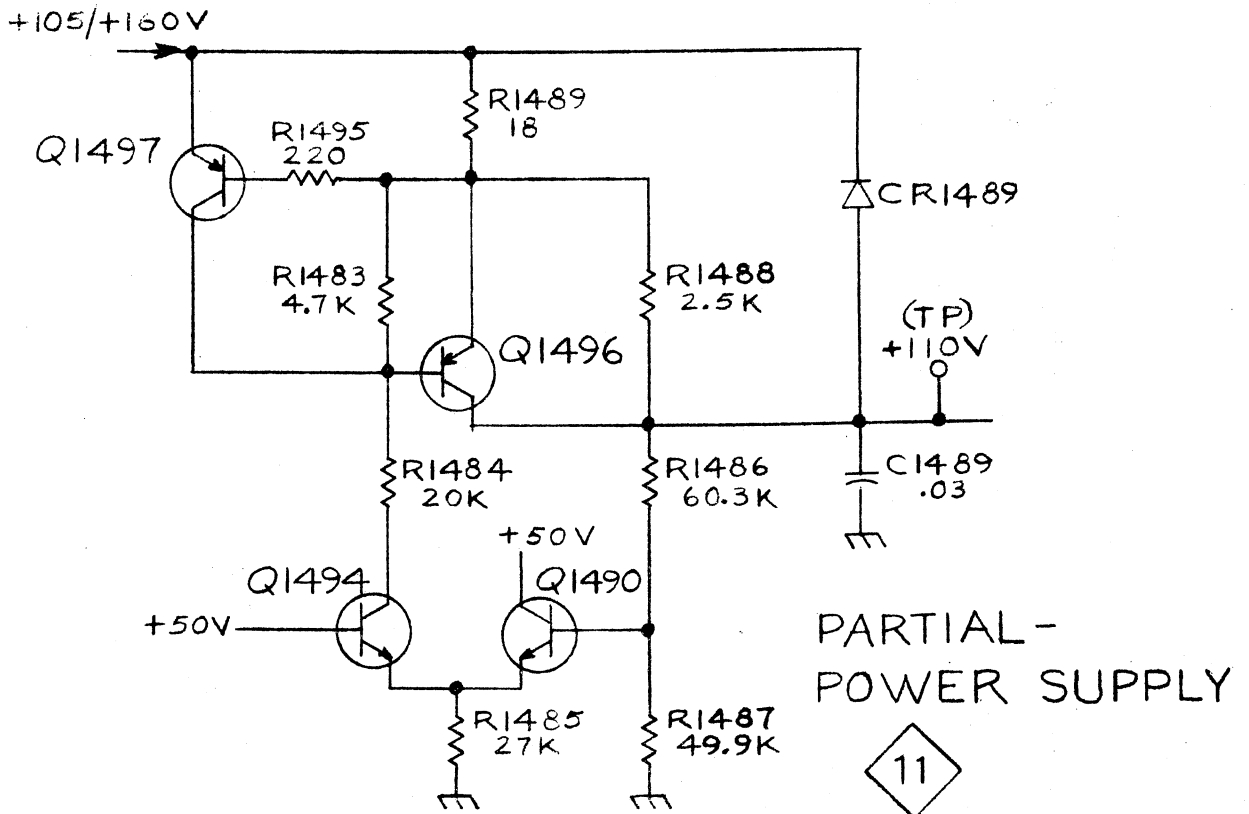 +105/+160V
R1489
18
Q1497
R1495
220
CR1489
R1483
4.7K
R1488
2.5K
(TP)
+110V
Q1496
R1484
20K
R1486
60.3K
C1489
.03
+50V
Q1494
Q1490
+50V
PARTIAL-
POWER SUPPLY
R1485
27K
R1487
49.9K
11